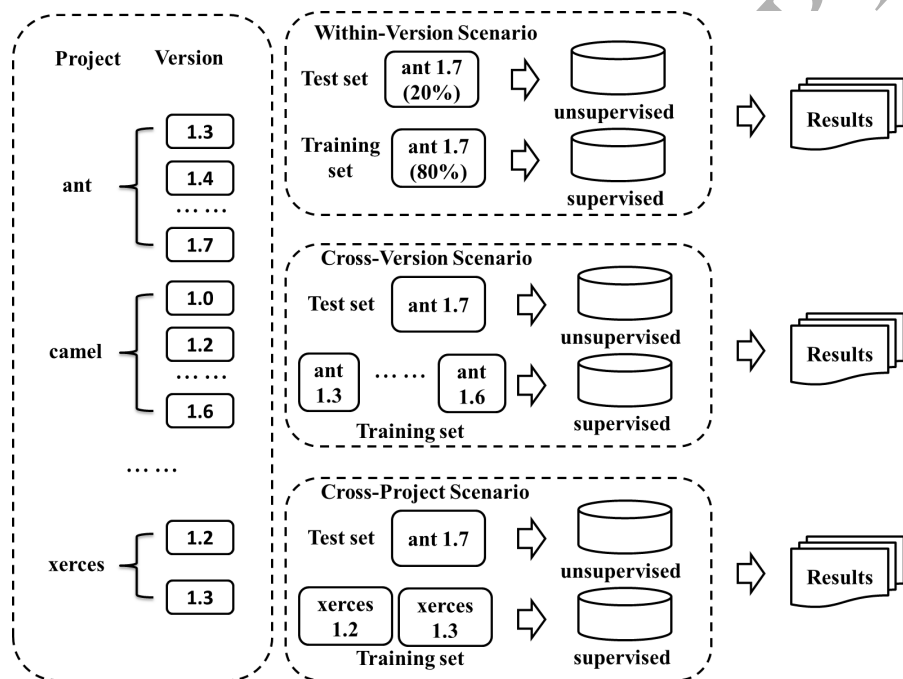 Project Version
ant
1.3
1.4
... ...
1.7
camel
1.0
1.2
... ...
1.6
... ...
xerces
1.2
1.3
Within-Version Scenario
Test set
ant 1.7
(20%)
unsupervised
Training
set
ant 1.7
(80%)
supervised
Results
Cross-Version Scenario
Test set
ant 1.7
unsupervised
ant
1.3
... ...
ant
1.6
Training set
supervised
Results
Cross-Project Scenario
Test set
ant 1.7
unsupervised
xerces
1.2
xerces
1.3
Training set
supervised
Results